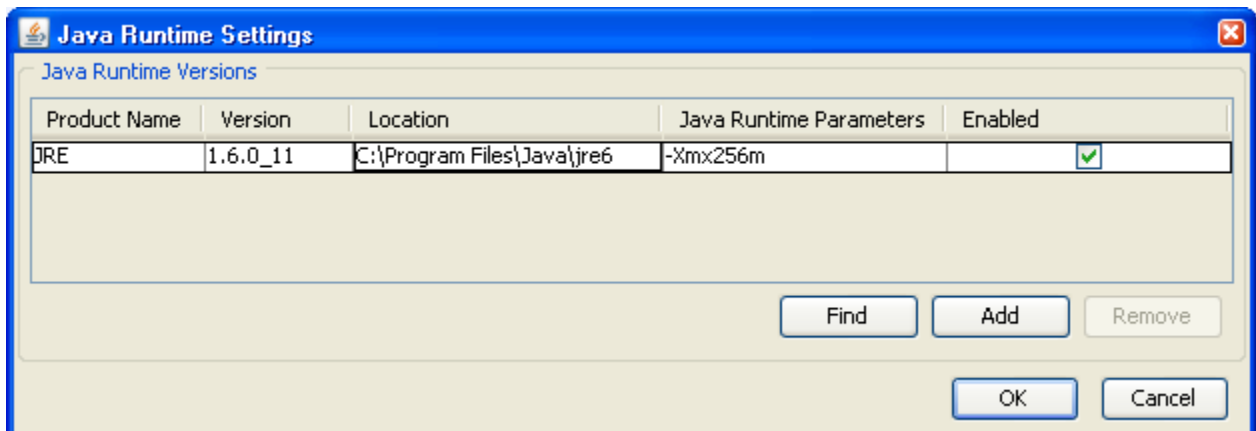 Java Runtime Settings
Java Runtime Versions
Product Name Version Location Java Runtime Parameters Enabled
JRE 1.6.0_11 C:\Program Files\Java\jre6 -Xmx256m
Find Add Remove
OK Cancel